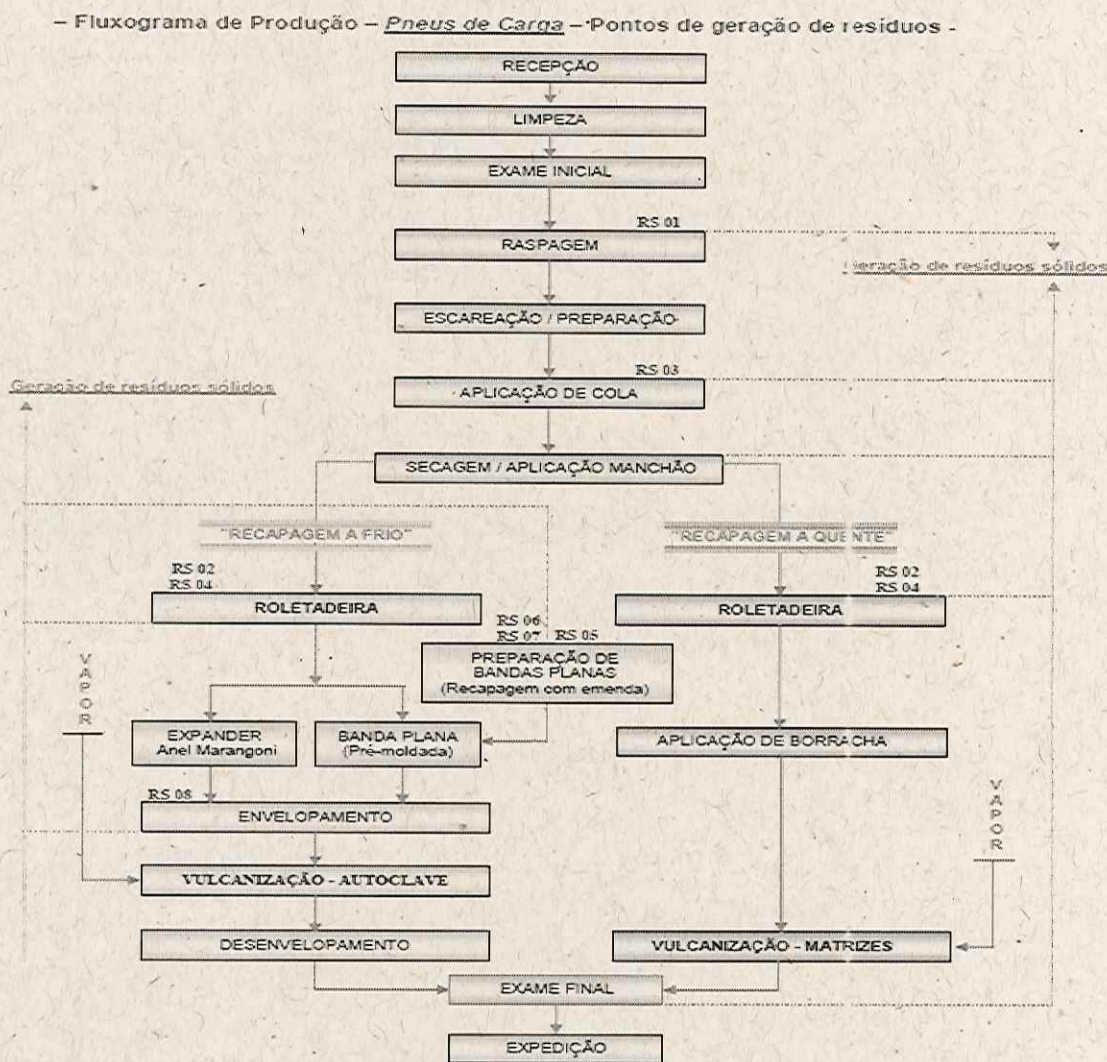 – Fluxograma de Produção – Pneus de Carga – Pontos de geração de resíduos -
RECEPÇÃO
LIMPEZA
EXAME INICIAL
RS 01
RASPAGEM
Geração de resíduos sólidos
ESCAREAÇÃO / PREPARAÇÃO
Geração de resíduos sólidos
RS 03
APLICAÇÃO DE COLA
SECAGEM / APLICAÇÃO MANCHÃO
"RECAPAGEM A FRIO"
"RECAPAGEM A QUENTE"
RS 02
RS 04
ROLETADEIRA
RS 02
RS 04
ROLETADEIRA
RS 06
RS 07 RS 05
PREPARAÇÃO DE
BANDAS PLANAS
(Recapagem com emenda)
VAPOR
EXPANDER
Anel Marangoni
BANDA PLANA
(Pré-moldada)
APLICAÇÃO DE BORRACHA
RS 08
ENVELOPAMENTO
VAPOR
VULCANIZAÇÃO - AUTOCLAVE
DESENVELOPAMENTO
VULCANIZAÇÃO - MATRIZES
EXAME FINAL
EXPEDIÇÃO